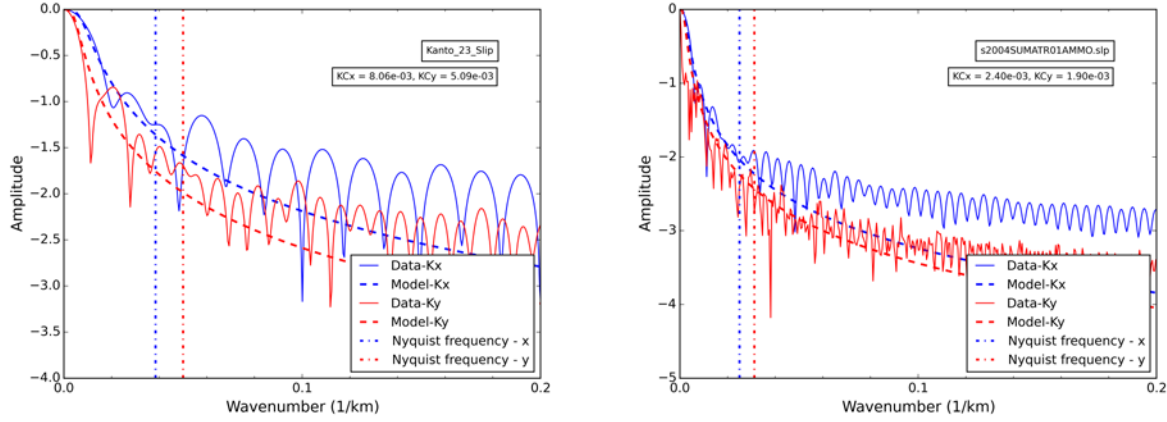 0.0
−0.5
−1.0
−1.5
−2.0
−2.5
−3.0
−3.5
−4.0
Amplitude
Kanto_23_Slip
KCx = 8.06e-03, KCy = 5.09e-03
Data-Kx
Model-Kx
Data-Ky
Model-Ky
Nyquist frequency - x
Nyquist frequency - y
0.0 0.1 0.2
Wavenumber (1/km)
0
−1
−2
−3
−4
−5
Amplitude
s2004SUMATR01AMMO.slp
KCx = 2.40e-03, KCy = 1.90e-03
Data-Kx
Model-Kx
Data-Ky
Model-Ky
Nyquist frequency - x
Nyquist frequency - y
0.0 0.1 0.2
Wavenumber (1/km)